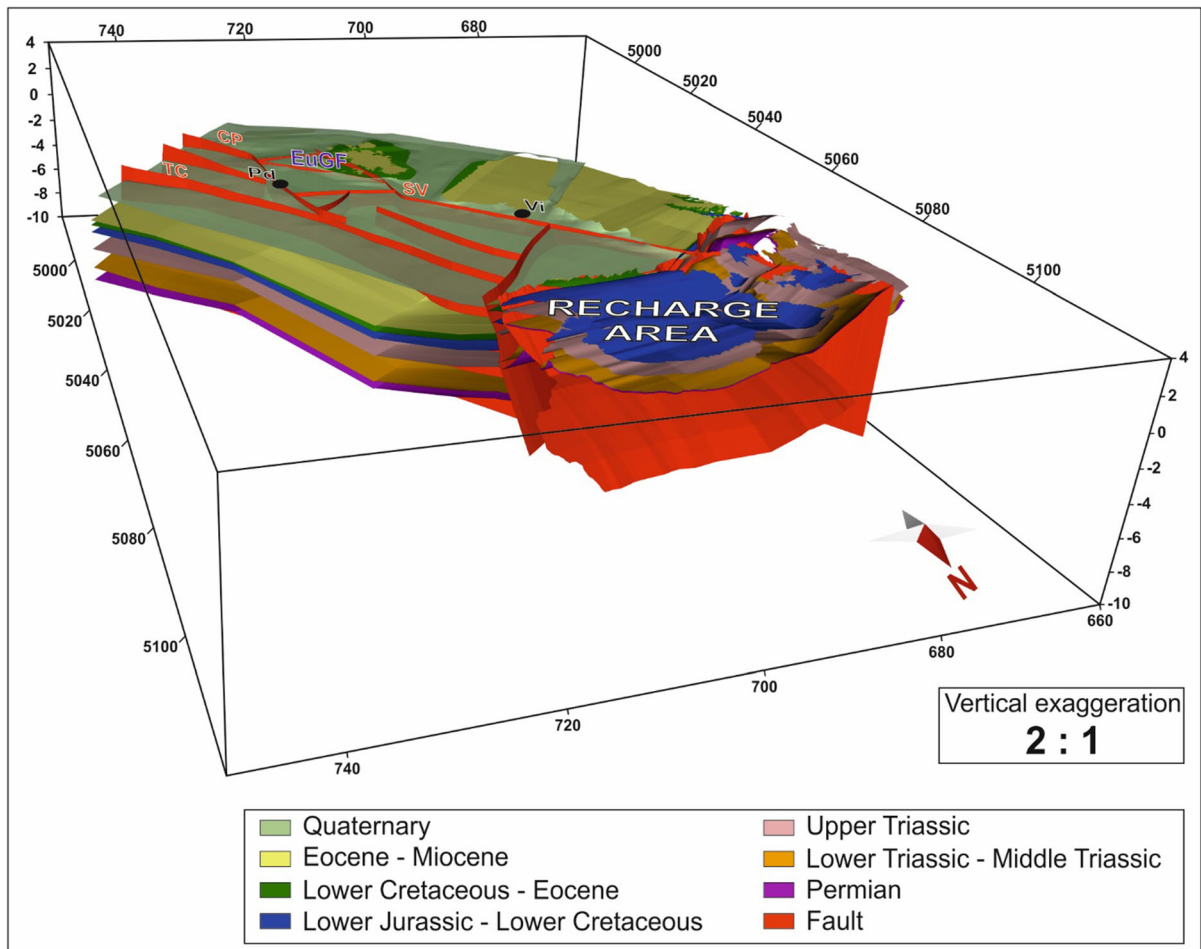 740
720
700
680
4
2
0
-2
-4
-6
-8
-10
5000
5020
5040
5060
5080
5100
CP
TC
EuGF
Pd
SV
Vi
RECHARGE
AREA
5000
5020
5040
5060
5080
5100
4
2
0
-2
-4
-6
-8
-10
N
660
680
700
720
740
Vertical exaggeration
2 : 1
Quaternary
Eocene - Miocene
Lower Cretaceous - Eocene
Lower Jurassic - Lower Cretaceous
Upper Triassic
Lower Triassic - Middle Triassic
Permian
Fault